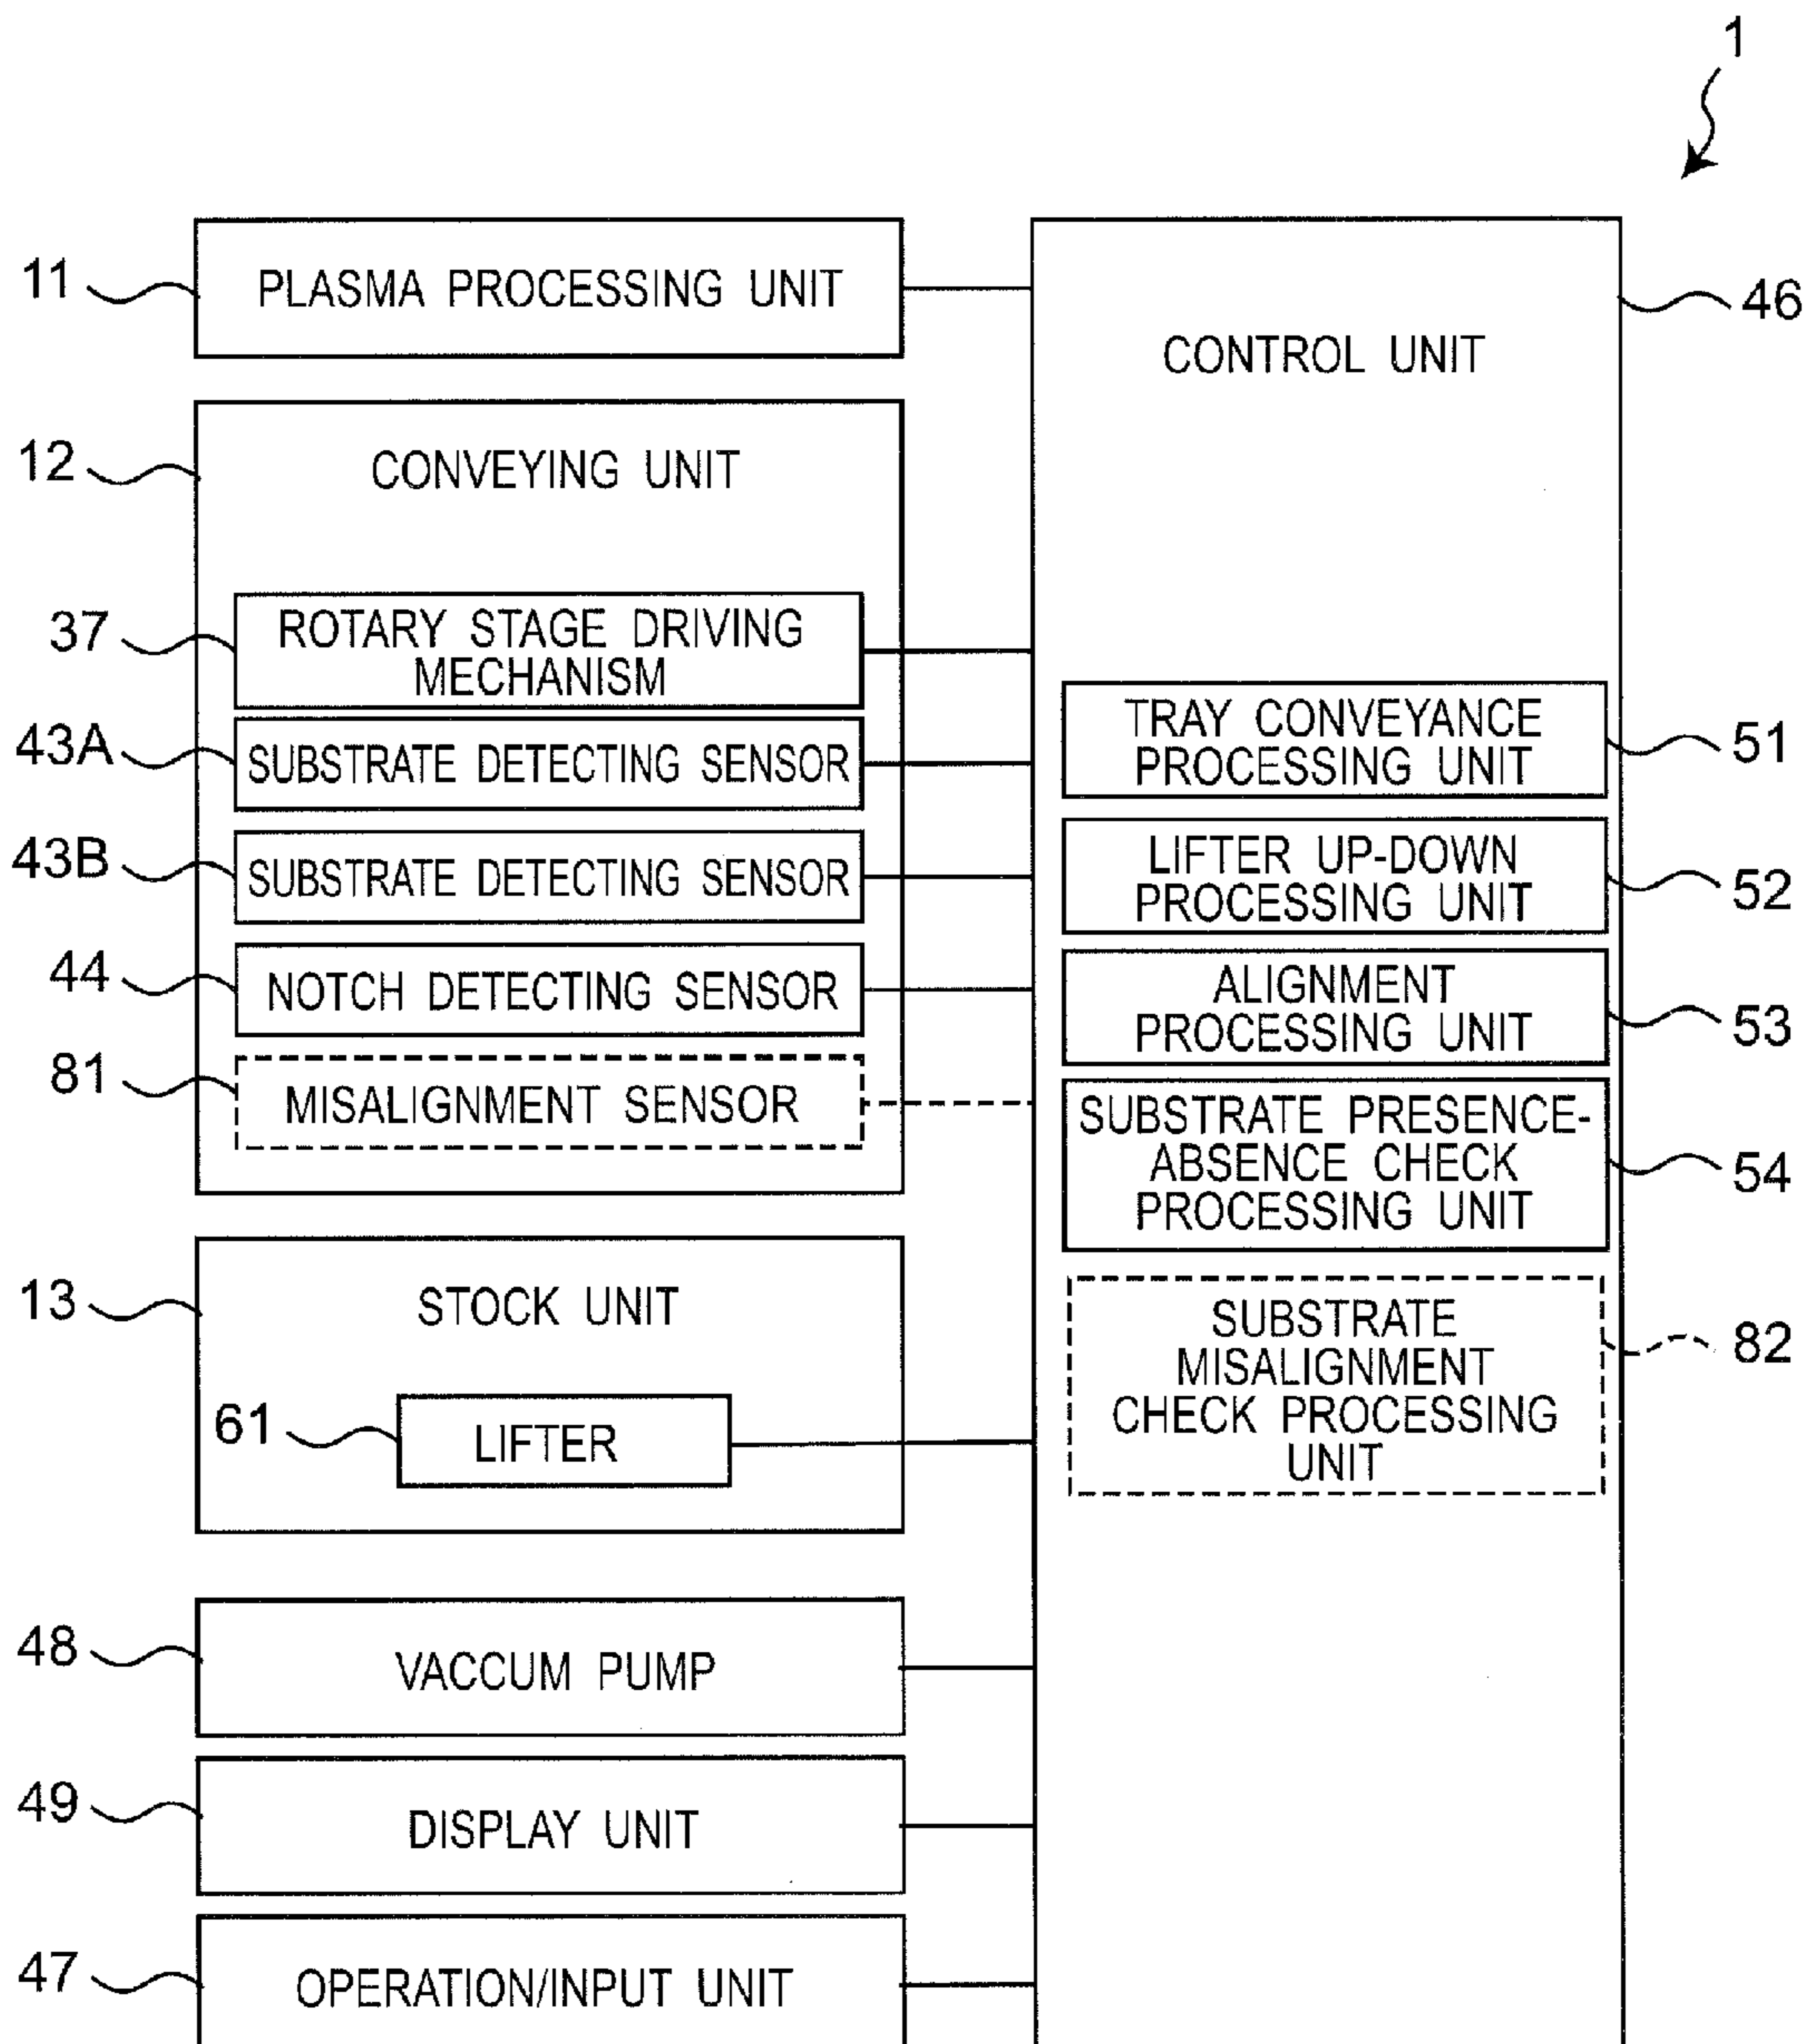 1
11
PLASMA PROCESSING UNIT
46
CONTROL UNIT
12
CONVEYING UNIT
37
ROTARY STAGE DRIVING
MECHANISM
43A
SUBSTRATE DETECTING SENSOR
43B
SUBSTRATE DETECTING SENSOR
44
NOTCH DETECTING SENSOR
81
MISALIGNMENT SENSOR
TRAY CONVEYANCE
PROCESSING UNIT
51
LIFTER UP-DOWN
PROCESSING UNIT
52
ALIGNMENT
PROCESSING UNIT
53
SUBSTRATE PRESENCE-
ABSENCE CHECK
PROCESSING UNIT
54
SUBSTRATE
MISALIGNMENT
CHECK PROCESSING
UNIT
82
13
STOCK UNIT
61
LIFTER
48
VACCUM PUMP
49
DISPLAY UNIT
47
OPERATION/INPUT UNIT